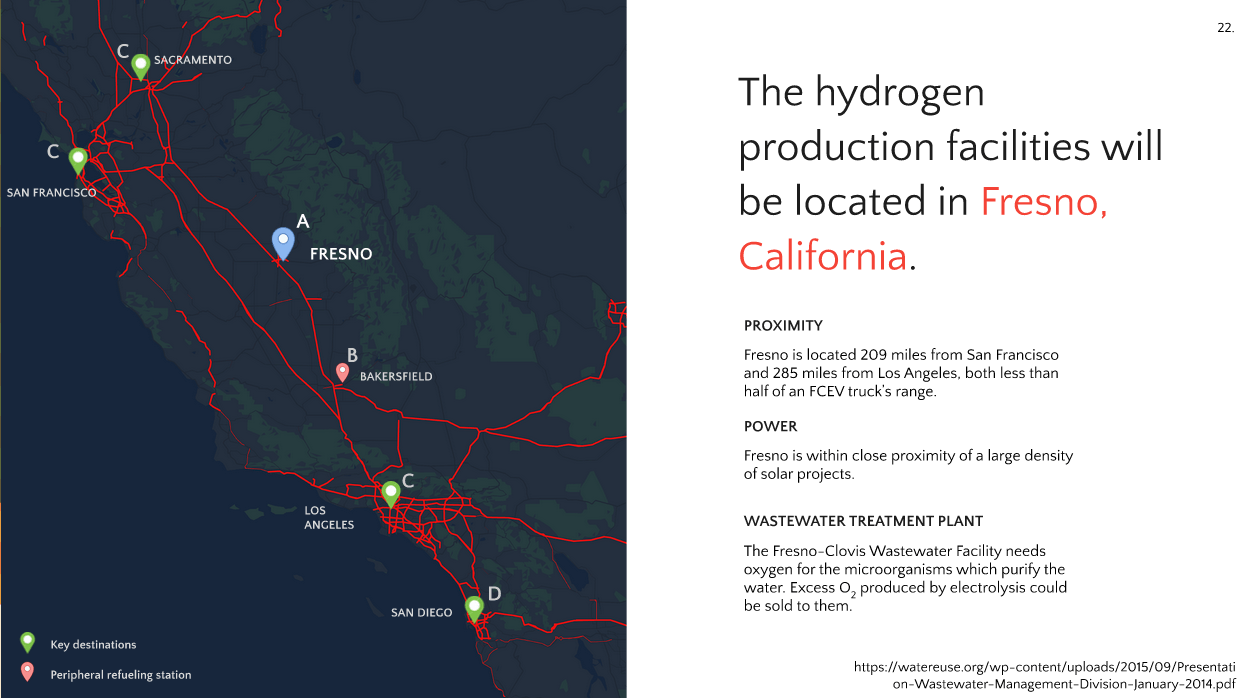 C
SACRAMENTO
C
SAN FRANCISCO
A
FRESNO
B
BAKERSFIELD
C
LOS
ANGELES
D
SAN DIEGO
Key destinations
Peripheral refueling station
22.
The hydrogen
production facilities will
be located in Fresno,
California.
PROXIMITY
Fresno is located 209 miles from San Francisco
and 285 miles from Los Angeles, both less than
half of an FCEV truck's range.
POWER
Fresno is within close proximity of a large density
of solar projects.
WASTEWATER TREATMENT PLANT
The Fresno-Clovis Wastewater Facility needs
oxygen for the microorganisms which purify the
water. Excess O₂ produced by electrolysis could
be sold to them.
https://watereuse.org/wp-content/uploads/2015/09/Presentati
on-Wastewater-Management-Division-January-2014.pdf